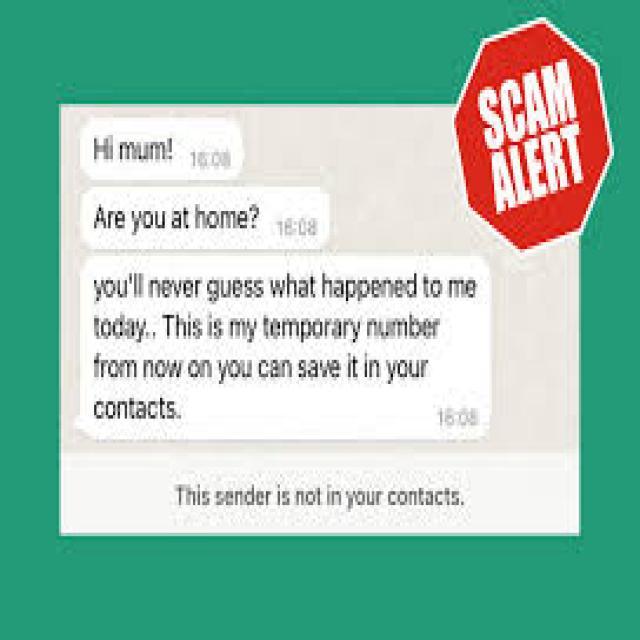 SCAM
ALERT
Hi mum! 16:08
Are you at home? 16:08
you'll never guess what happened to me
today.. This is my temporary number
from now on you can save it in your
contacts. 16:08
This sender is not in your contacts.